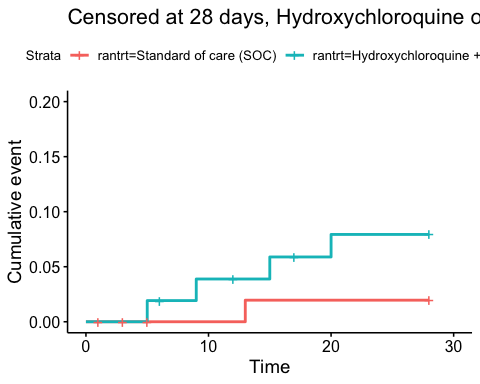 Censored at 28 days, Hydroxychloroquine o
Strata rantrt=Standard of care (SOC) rantrt=Hydroxychloroquine +
0.20
0.15
0.10
0.05
0.00
Cumulative event
0 10 20 30
Time